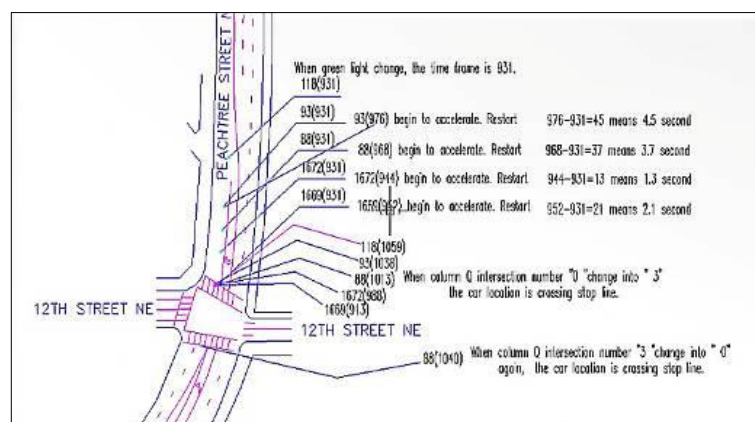 PEACHTREE STREET NE
When green light change, the time frame is 931.
118(931)
93(931)
93(976) begin to accelerate. Restart 976-931=45 means 4.5 second
88(931)
88(968) begin to accelerate. Restart 968-931=37 means 3.7 second
1672(931)
1672(944) begin to accelerate. Restart 944-931=13 means 1.3 second
1669(931)
begin to accelerate. Restart 952-931=21 means 2.1 second
118(1059)
93(1038)
88(1013) When column Q intersection number "0 "change into " 3"
the car location is crossing stop line.
1672(988)
1669(913)
12TH STREET NE
12TH STREET NE
88(1040) When column Q intersection number "3 "change into " 0"
again, the car location is crossing stop line.